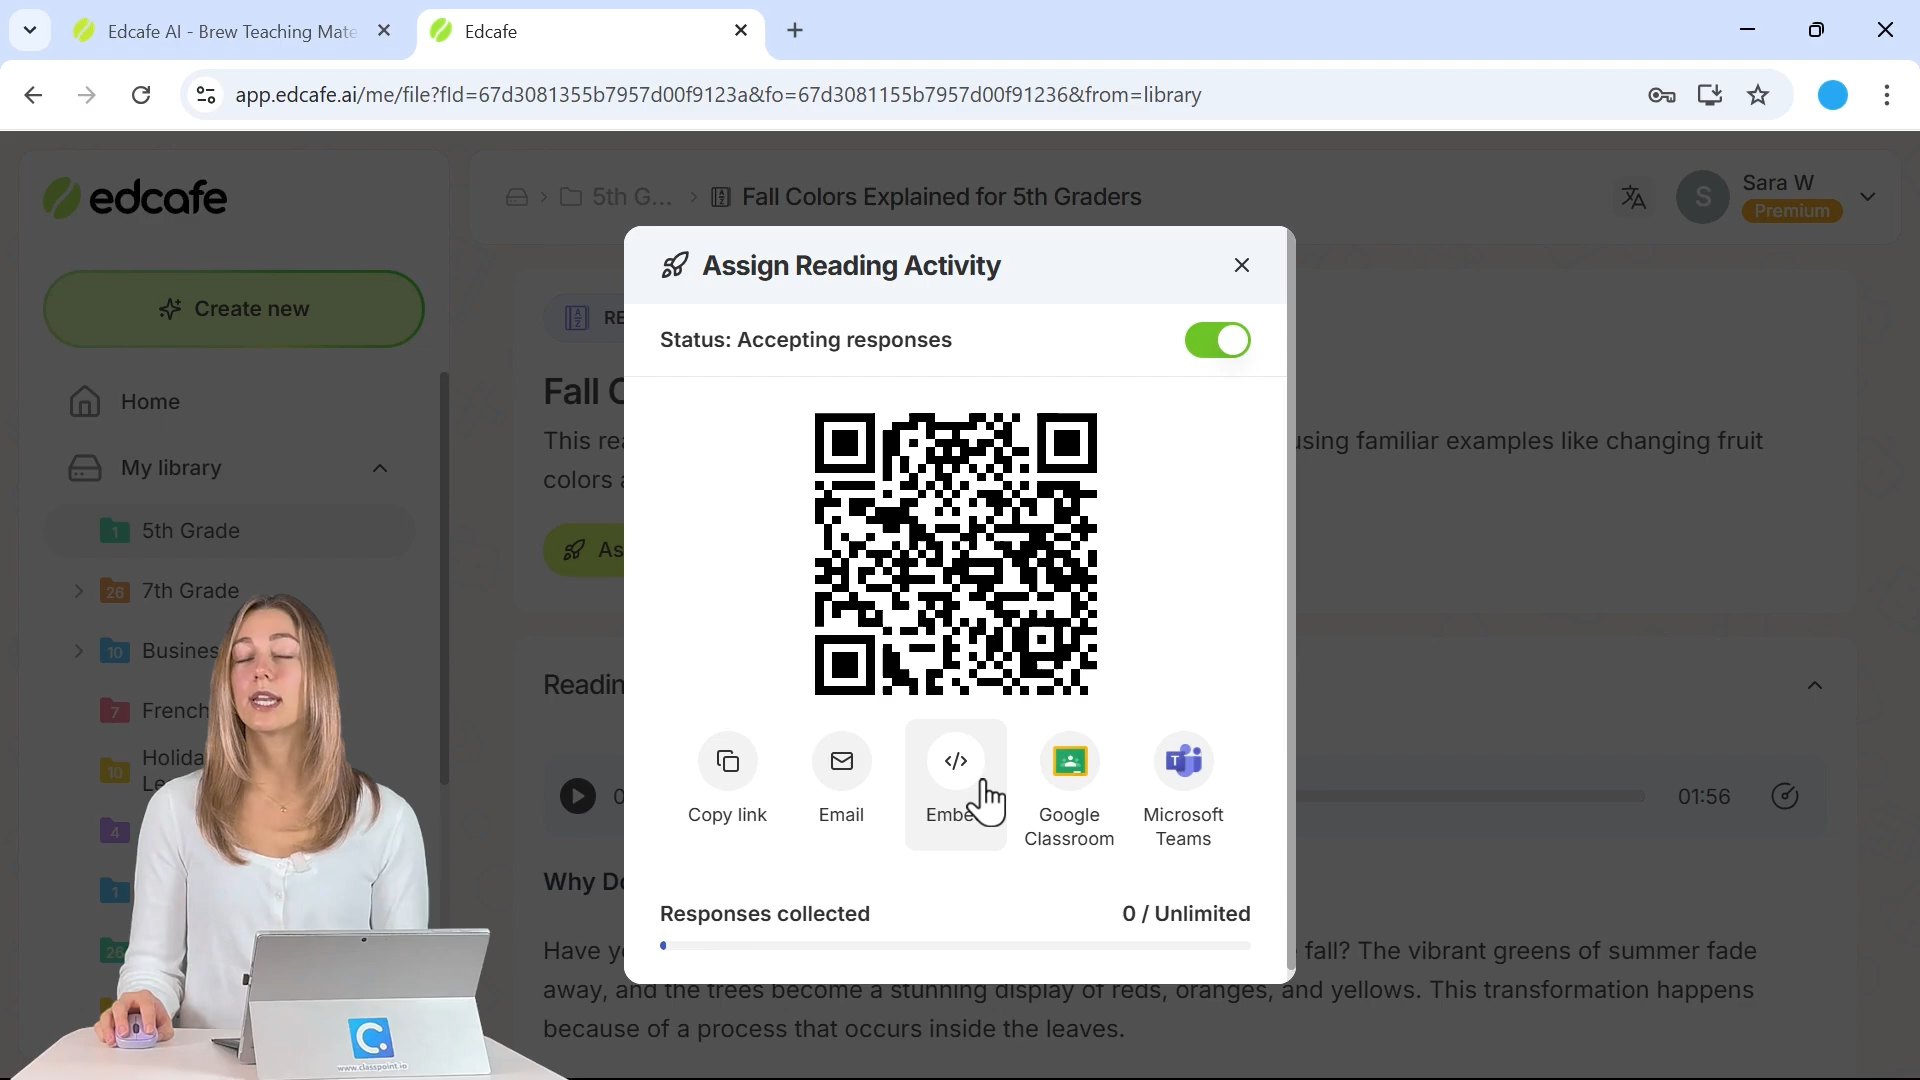 Edcafe AI - Brew Teaching Mate
Edcafe
app.edcafe.ai/me/file?fId=67d3081355b7957d00f9123a&fo=67d3081155b7957d00f91236&from=library
edcafe
5th G...
Fall Colors Explained for 5th Graders
S
Sara W
Premium
Create new
Home
My library
1 5th Grade
26 7th Grade
10 Busines
7 French
10 Holida
Le
4
1
26
RE
Fall C
This rea
using familiar examples like changing fruit
colors a
As
Readin
0
01:56
Why Do
Have yo
fall? The vibrant greens of summer fade
away, and the trees become a stunning display of reds, oranges, and yellows. This transformation happens
because of a process that occurs inside the leaves.
Assign Reading Activity
Status: Accepting responses
Copy link
Email
Embe
Google
Classroom
Microsoft
Teams
Responses collected
0 / Unlimited
C.
www.classpoint.io